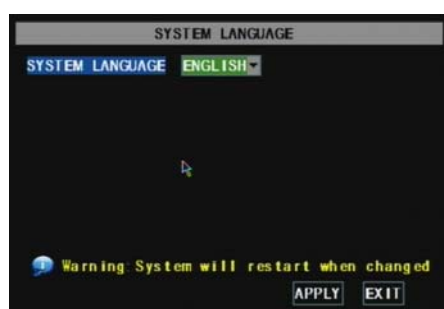 SYSTEM LANGUAGE
SYSTEM LANGUAGE ENGLISH
Warning:System will restart when changed
APPLY EXIT